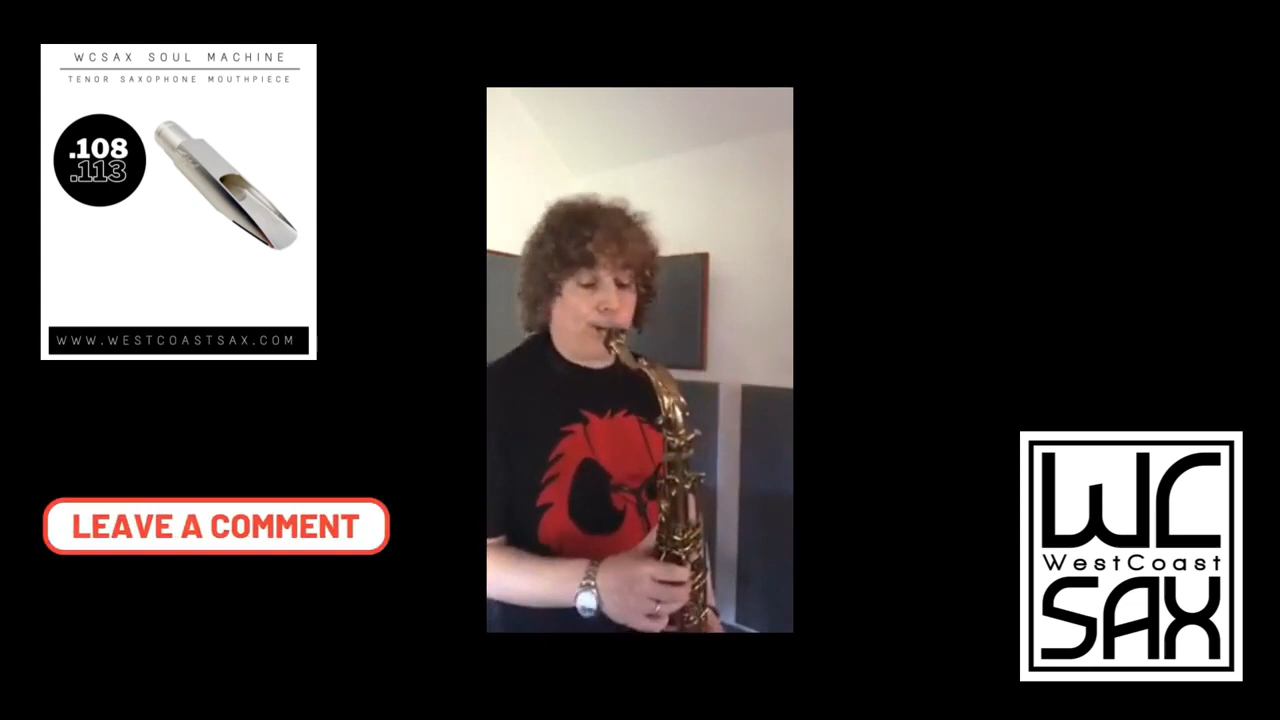 WCSAX SOUL MACHINE
TENOR SAXOPHONE MOUTHPIECE
.108
.113
WWW.WESTCOASTSAX.COM
LEAVE A COMMENT
WC
WestCoast
SAX